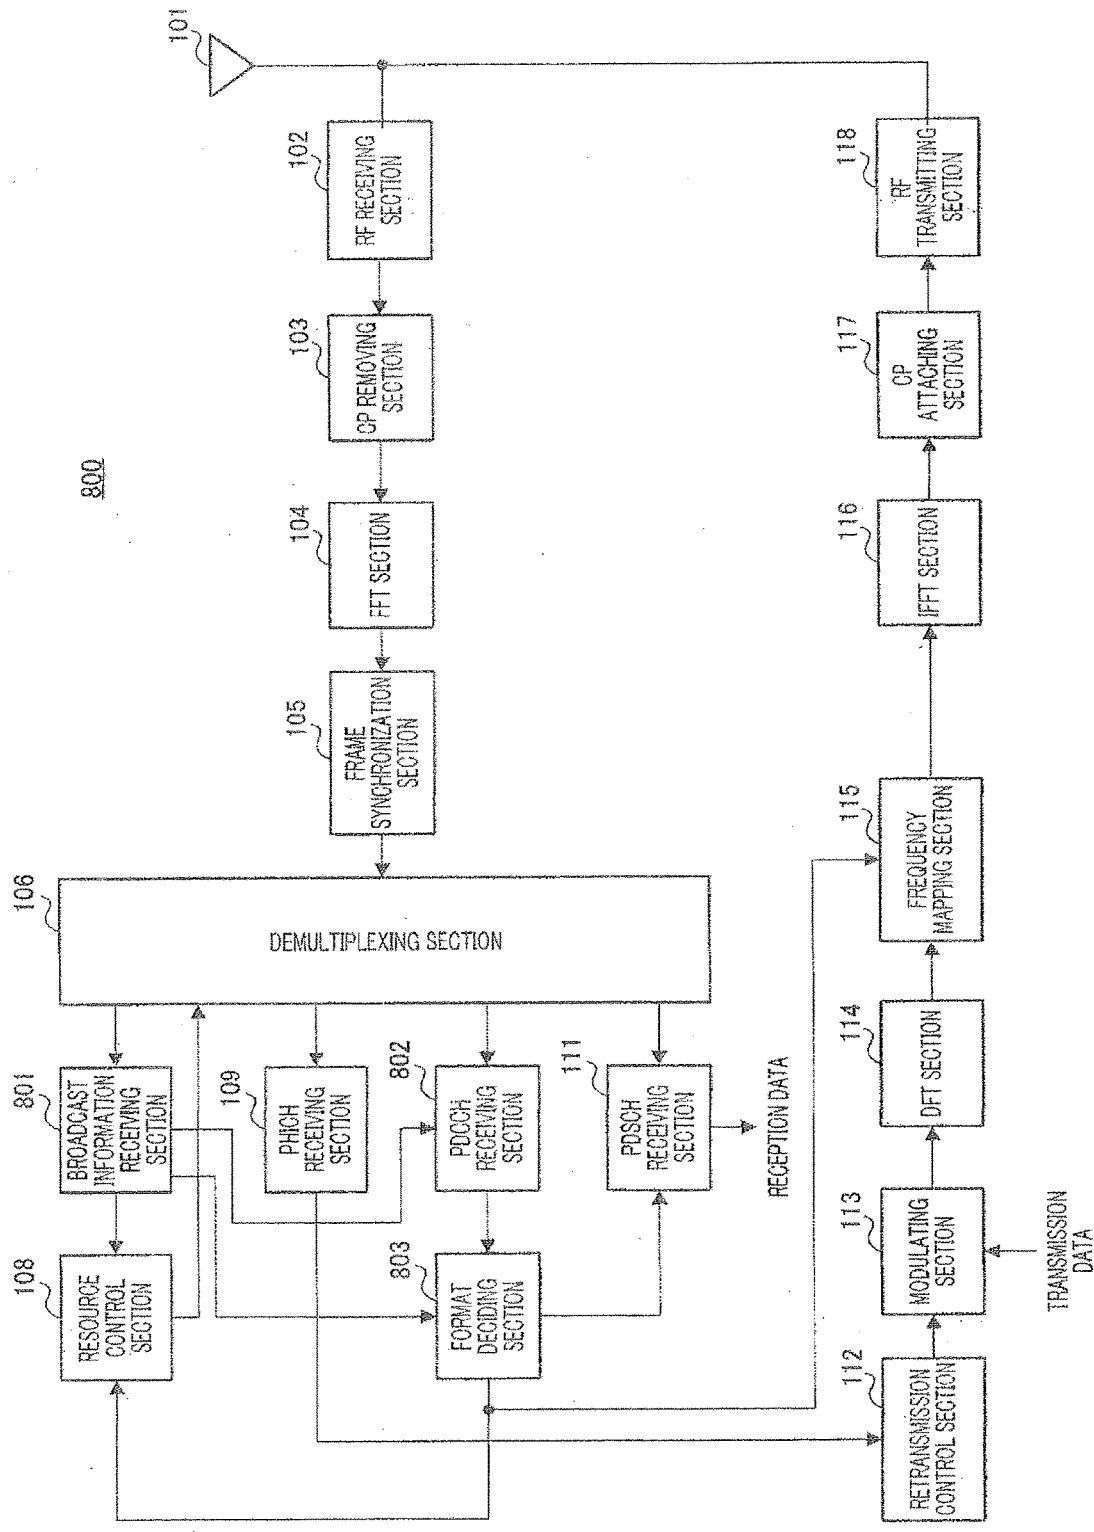 800
101
102
RF RECEIVING
SECTION
103
CP REMOVING
SECTION
104
FFT SECTION
105
FRAME
SYNCHRONIZATION
SECTION
106
DEMULTIPLEXING SECTION
801
BROADCAST
INFORMATION
RECEIVING
SECTION
108
RESOURCE
CONTROL
SECTION
109
PHICH
RECEIVING
SECTION
802
PDCCH
RECEIVING
SECTION
803
FORMAT
DECIDING
SECTION
111
PDSCH
RECEIVING
SECTION
RECEPTION DATA
112
RETRANSMISSION
CONTROL SECTION
113
MODULATING
SECTION
TRANSMISSION
DATA
114
DFT SECTION
115
FREQUENCY
MAPPING SECTION
116
IFFT SECTION
117
CP
ATTACHING
SECTION
118
RF
TRANSMITTING
SECTION